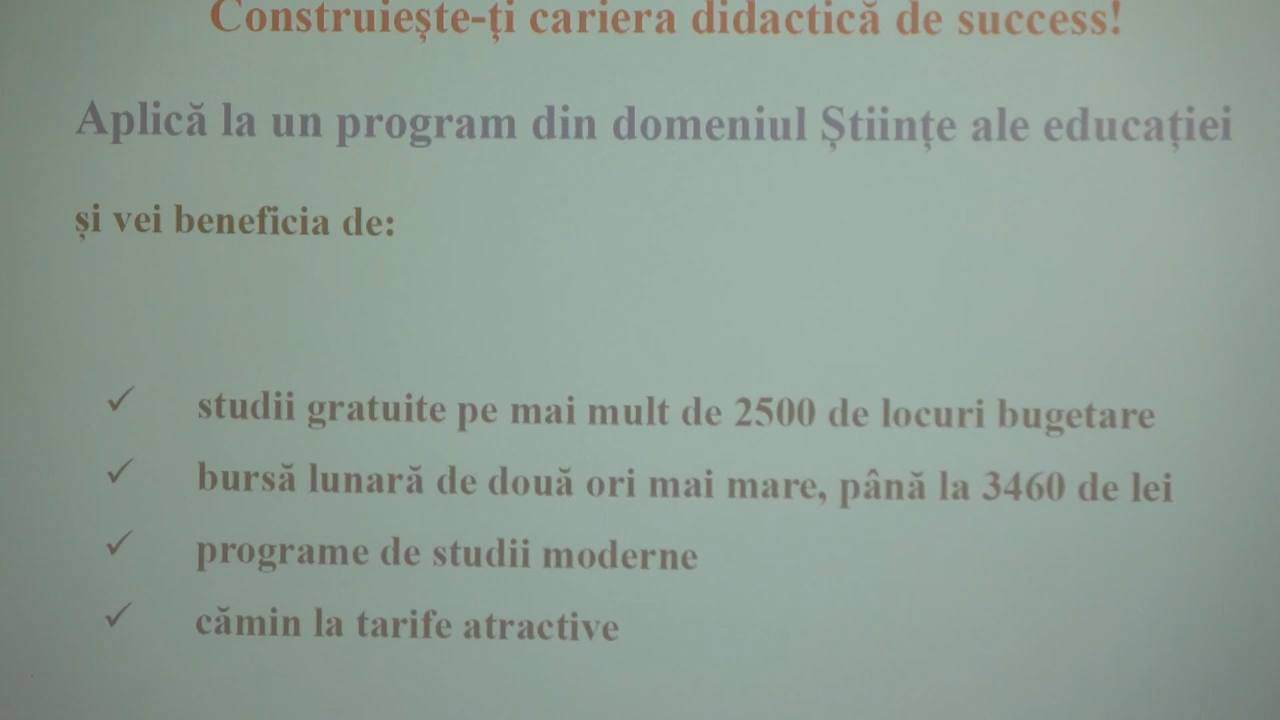 Construiește-ți cariera didactică de success!
Aplică la un program din domeniul Științe ale educației
și vei beneficia de:
✓ studii gratuite pe mai mult de 2500 de locuri bugetare
✓ bursă lunară de două ori mai mare, până la 3460 de lei
✓ programe de studii moderne
✓ cămin la tarife atractive